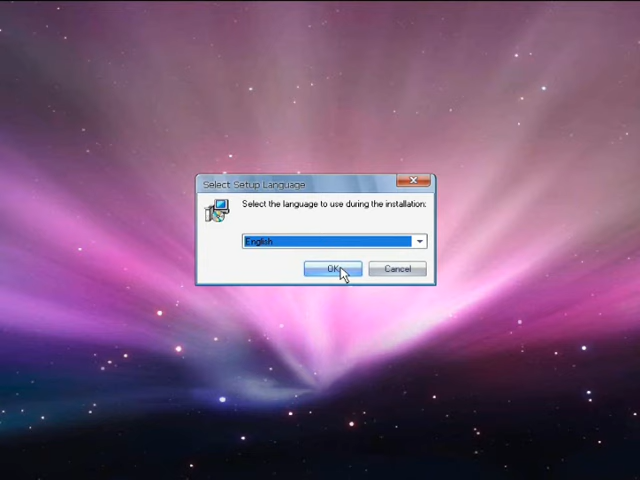 Select Setup Language
Select the language to use during the installation:
English
OK
Cancel